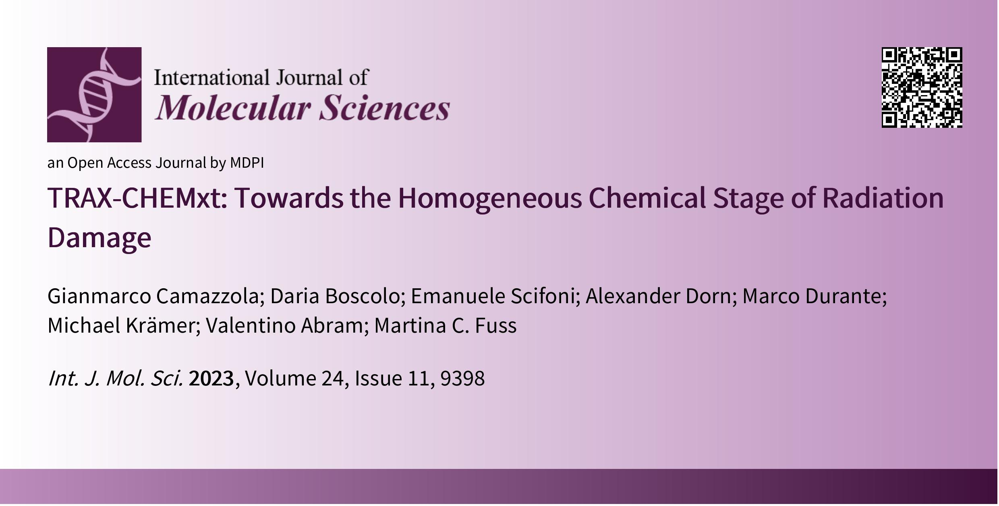 International Journal of
Molecular Sciences
an Open Access Journal by MDPI
TRAX-CHEMxt: Towards the Homogeneous Chemical Stage of Radiation
Damage
Gianmarco Camazzola; Daria Boscolo; Emanuele Scifoni; Alexander Dorn; Marco Durante;
Michael Krämer; Valentino Abram; Martina C. Fuss
Int. J. Mol. Sci. 2023, Volume 24, Issue 11, 9398